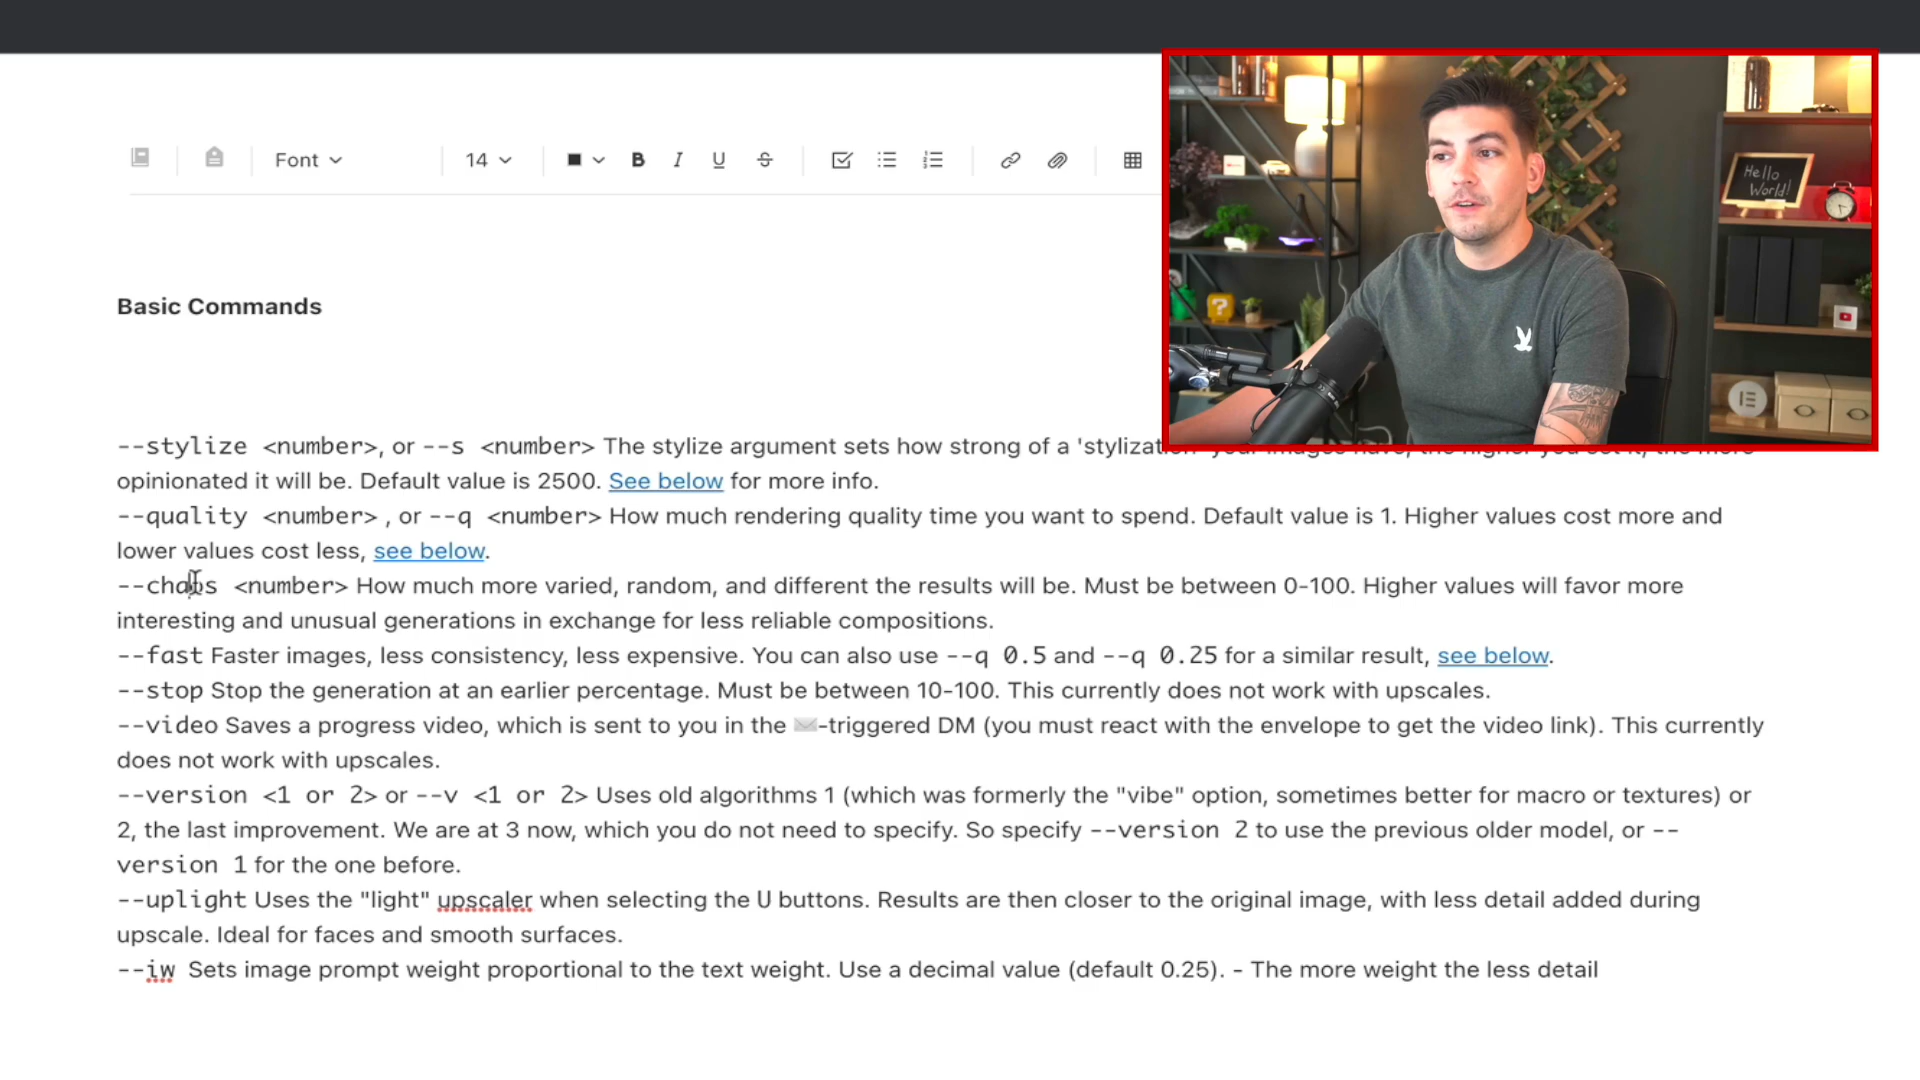 Font
14
B I U S
Hello
World!
Basic Commands
--stylize <number>, or --s <number> The stylize argument sets how strong of a 'stylizat
opinionated it will be. Default value is 2500. See below for more info.
--quality <number> , or --q <number> How much rendering quality time you want to spend. Default value is 1. Higher values cost more and
lower values cost less, see below.
--chaos <number> How much more varied, random, and different the results will be. Must be between 0-100. Higher values will favor more
interesting and unusual generations in exchange for less reliable compositions.
--fast Faster images, less consistency, less expensive. You can also use --q 0.5 and --q 0.25 for a similar result, see below.
--stop Stop the generation at an earlier percentage. Must be between 10-100. This currently does not work with upscales.
--video Saves a progress video, which is sent to you in the ✉️-triggered DM (you must react with the envelope to get the video link). This currently
does not work with upscales.
--version <1 or 2> or --v <1 or 2> Uses old algorithms 1 (which was formerly the "vibe" option, sometimes better for macro or textures) or
2, the last improvement. We are at 3 now, which you do not need to specify. So specify --version 2 to use the previous older model, or --
version 1 for the one before.
--uplight Uses the "light" upscaler when selecting the U buttons. Results are then closer to the original image, with less detail added during
upscale. Ideal for faces and smooth surfaces.
--iw Sets image prompt weight proportional to the text weight. Use a decimal value (default 0.25). - The more weight the less detail